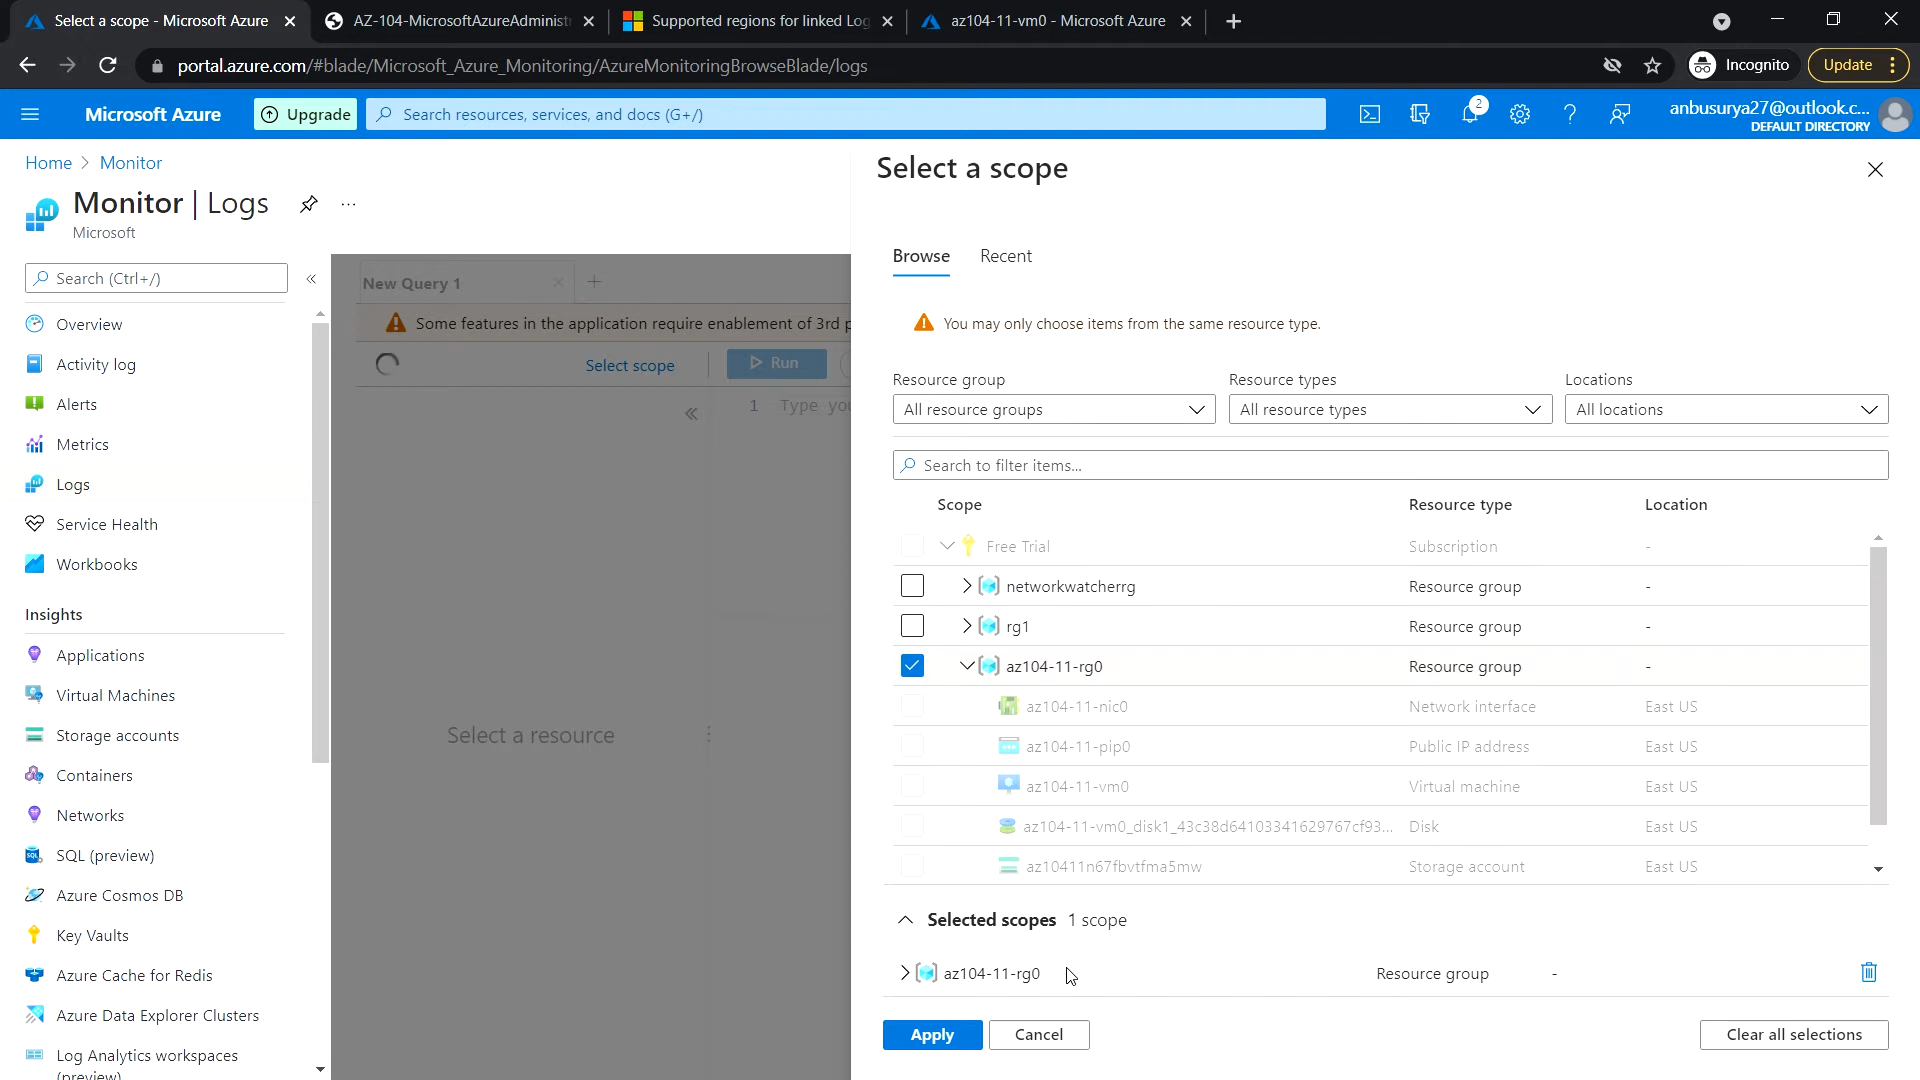 Select a scope - Microsoft Azure
AZ-104-MicrosoftAzureAdminist
Supported regions for linked Log
az104-11-vm0 - Microsoft Azure
portal.azure.com/#blade/Microsoft_Azure_Monitoring/AzureMonitoringBrowseBlade/logs
Incognito
Update
Microsoft Azure
Upgrade
Search resources, services, and docs (G+/)
2
anbusurya27@outlook.c...
DEFAULT DIRECTORY
Home > Monitor
Monitor | Logs
Microsoft
Search (Ctrl+/)
Overview
Activity log
Alerts
Metrics
Logs
Service Health
Workbooks
Insights
Applications
Virtual Machines
Storage accounts
Containers
Networks
SQL (preview)
Azure Cosmos DB
Key Vaults
Azure Cache for Redis
Azure Data Explorer Clusters
Log Analytics workspaces
(preview)
New Query 1
Some features in the application require enablement of 3rd p
Select scope
Run
1 Type you
Select a resource
Select a scope
Browse
Recent
You may only choose items from the same resource type.
Resource group
Resource types
Locations
All resource groups
All resource types
All locations
Search to filter items...
Scope Resource type Location
Free Trial Subscription -
networkwatcherrg Resource group -
rg1 Resource group -
az104-11-rg0 Resource group -
az104-11-nic0 Network interface East US
az104-11-pip0 Public IP address East US
az104-11-vm0 Virtual machine East US
az104-11-vm0_disk1_43c38d64103341629767cf93... Disk East US
az10411n67fbvtfma5mw Storage account East US
Selected scopes 1 scope
az104-11-rg0 Resource group -
Apply
Cancel
Clear all selections